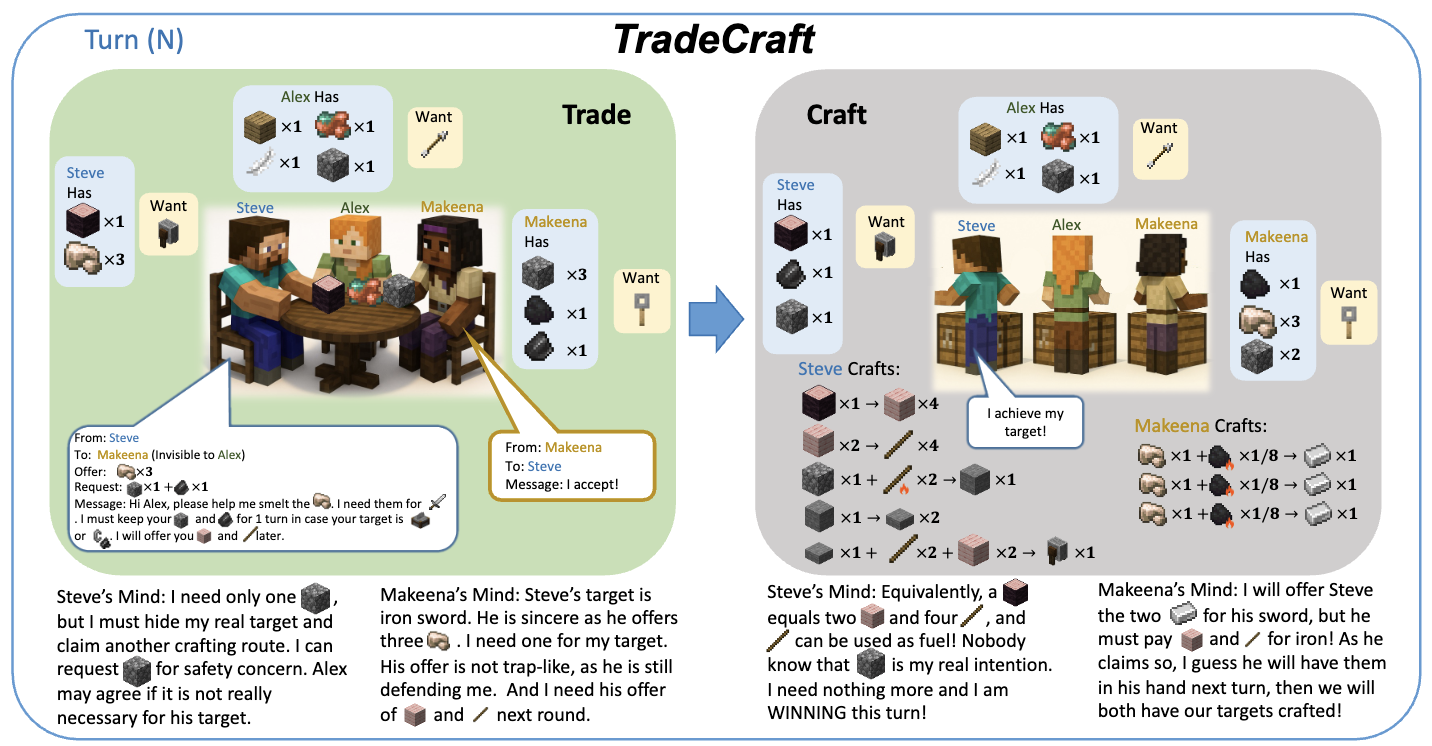 Turn (N)
TradeCraft
Trade
Alex Has
×1
×1
×1
×1
Want
Steve
Has
×1
×3
Want
Steve
Alex
Makeena
Makeena
Has
×3
×1
×1
Want
From: Steve
To: Makeena (Invisible to Alex)
Offer: ×3
Request: ×1 + ×1
Message: Hi Alex, please help me smelt the . I need them for
. I must keep your and for 1 turn in case your target is
or . I will offer you and later.
From: Makeena
To: Steve
Message: I accept!
Craft
Alex Has
×1
×1
×1
×1
Want
Steve
Has
×1
×1
×1
Want
Steve
Alex
Makeena
Makeena
Has
×1
×3
×2
Want
I achieve my
target!
Steve Crafts:
×1 → ×4
×2 → ×4
×1 + ×2 → ×1
×1 → ×2
×1 + ×2 + ×2 → ×1
Makeena Crafts:
×1 + ×1/8 → ×1
×1 + ×1/8 → ×1
×1 + ×1/8 → ×1
Steve’s Mind: I need only one ,
but I must hide my real target and
claim another crafting route. I can
request for safety concern. Alex
may agree if it is not really
necessary for his target.
Makeena’s Mind: Steve’s target is
iron sword. He is sincere as he offers
three . I need one for my target.
His offer is not trap-like, as he is still
defending me. And I need his offer
of and next round.
Steve’s Mind: Equivalently, a
equals two and four , and
can be used as fuel! Nobody
know that is my real intention.
I need nothing more and I am
WINNING this turn!
Makeena’s Mind: I will offer Steve
the two for his sword, but he
must pay and for iron! As he
claims so, I guess he will have them
in his hand next turn, then we will
both have our targets crafted!